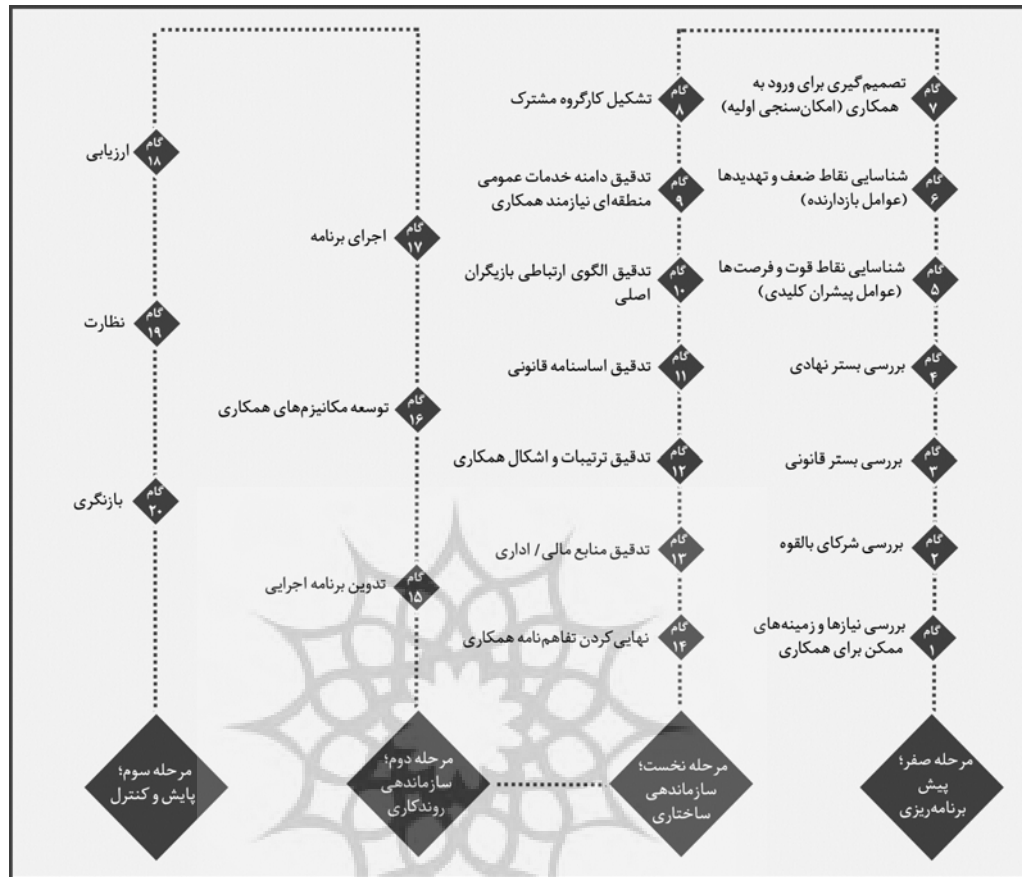 گام
۷
تصمیم‌گیری برای ورود به
همکاری (امکان‌سنجی اولیه)
گام
۶
شناسایی نقاط ضعف و تهدیدها
(عوامل بازدارنده)
گام
۵
شناسایی نقاط قوت و فرصت‌ها
(عوامل پیشران کلیدی)
گام
۴
بررسی بستر نهادی
گام
۳
بررسی بستر قانونی
گام
۲
بررسی شرکای بالقوه
گام
۱
بررسی نیازها و زمینه‌های
ممکن برای همکاری
مرحله صفر؛
پیش
برنامه‌ریزی
گام
۸
تشکیل کارگروه مشترک
گام
۹
تدقیق دامنه خدمات عمومی
منطقه‌ای نیازمند همکاری
گام
۱۰
تدقیق الگوی ارتباطی بازیگران
اصلی
گام
۱۱
تدقیق اساسنامه قانونی
گام
۱۲
تدقیق ترتیبات و اشکال همکاری
گام
۱۳
تدقیق منابع مالی / اداری
گام
۱۴
نهایی‌کردن تفاهم‌نامه همکاری
مرحله نخست؛
سازماندهی
ساختاری
گام
۱۷
اجرای برنامه
گام
۱۶
توسعه مکانیزم‌های همکاری
گام
۱۵
تدوین برنامه اجرایی
مرحله دوم؛
سازماندهی
روندکاری
گام
۱۸
ارزیابی
گام
۱۹
نظارت
گام
۲۰
بازنگری
مرحله سوم؛
پایش و کنترل